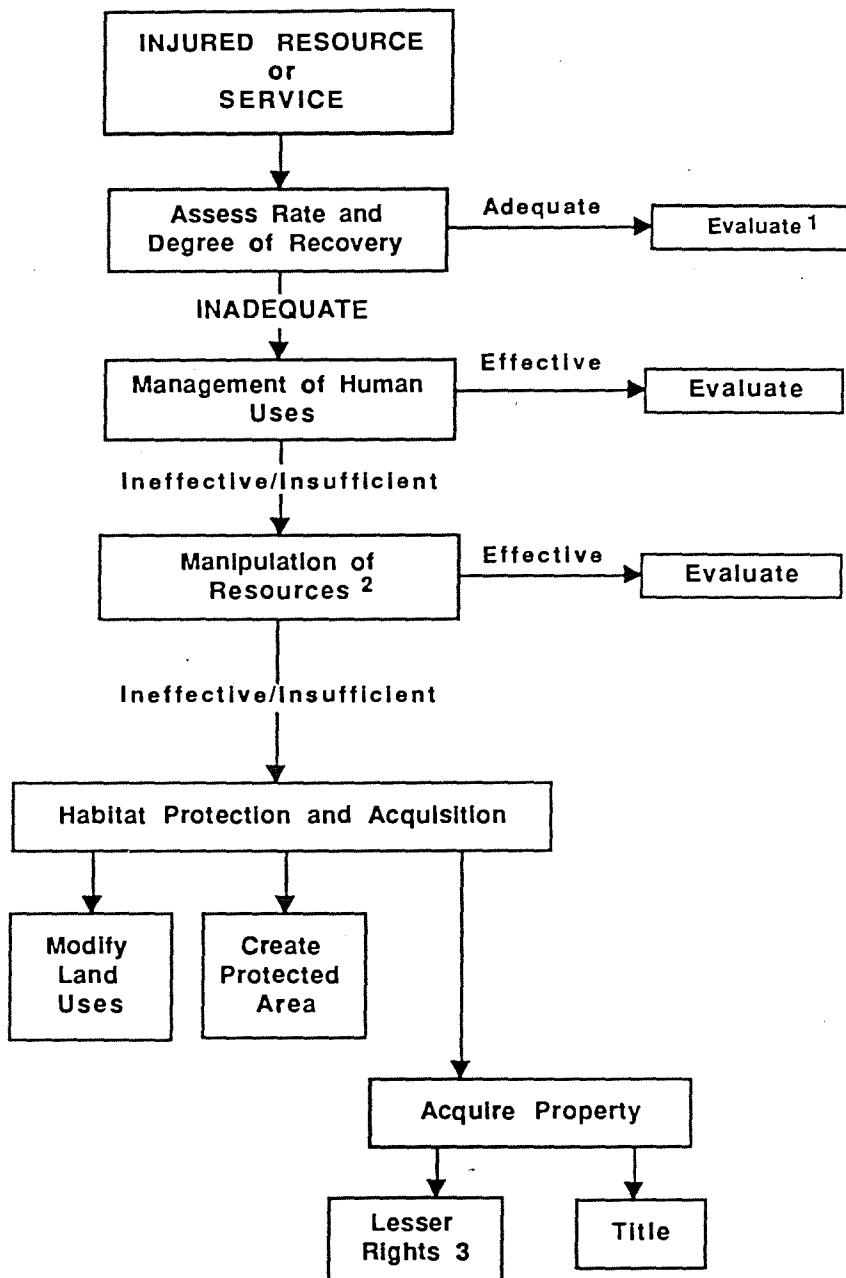 INJURED RESOURCE
or
SERVICE
Assess Rate and
Degree of Recovery
Adequate
Evaluate 1
INADEQUATE
Management of Human
Uses
Effective
Evaluate
Ineffective/Insufficient
Manipulation of
Resources 2
Effective
Evaluate
Ineffective/Insufficient
Habitat Protection and Acquisition
Modify
Land
Uses
Create
Protected
Area
Acquire Property
Lesser
Rights 3
Title